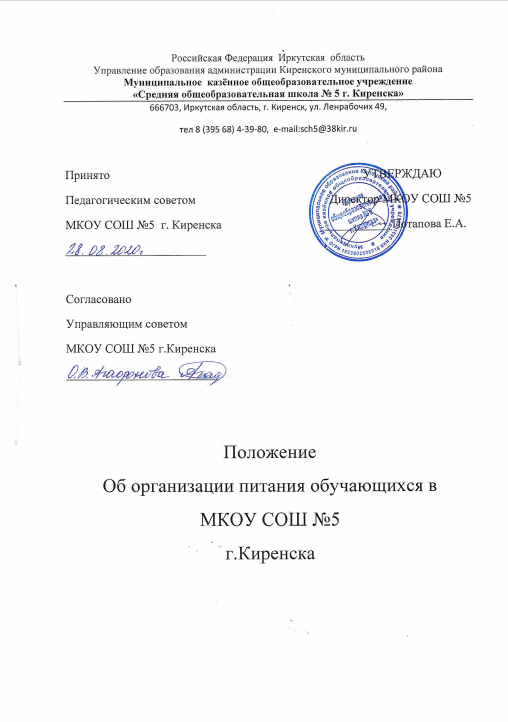 Российская Федерация Иркутская область
Управление образования администрации Киренского муниципального района
Муниципальное казённое общеобразовательное учреждение
«Средняя общеобразовательная школа № 5 г. Киренска»
666703, Иркутская область, г. Киренск, ул. Ленрабочих 49,
тел 8 (395 68) 4-39-80, e-mail:sch5@38kir.ru
Принято
УТВЕРЖДАЮ
Педагогическим советом
Директор МКОУ СОШ №5
МКОУ СОШ №5 г. Киренска
Потапова Е.А.
28.08.2020г
Согласовано
Управляющим советом
МКОУ СОШ №5 г.Киренска
О.В.
Положение
Об организации питания обучающихся в
МКОУ СОШ №5
г.Киренска